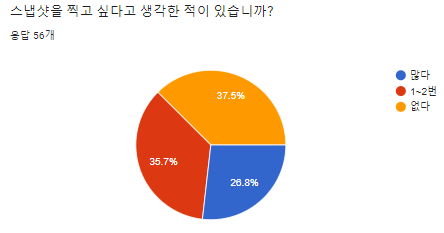 스냅샷을 찍고 싶다고 생각한 적이 있습니까?
응답 56개
많다
1~2번
없다
37.5%
35.7%
26.8%